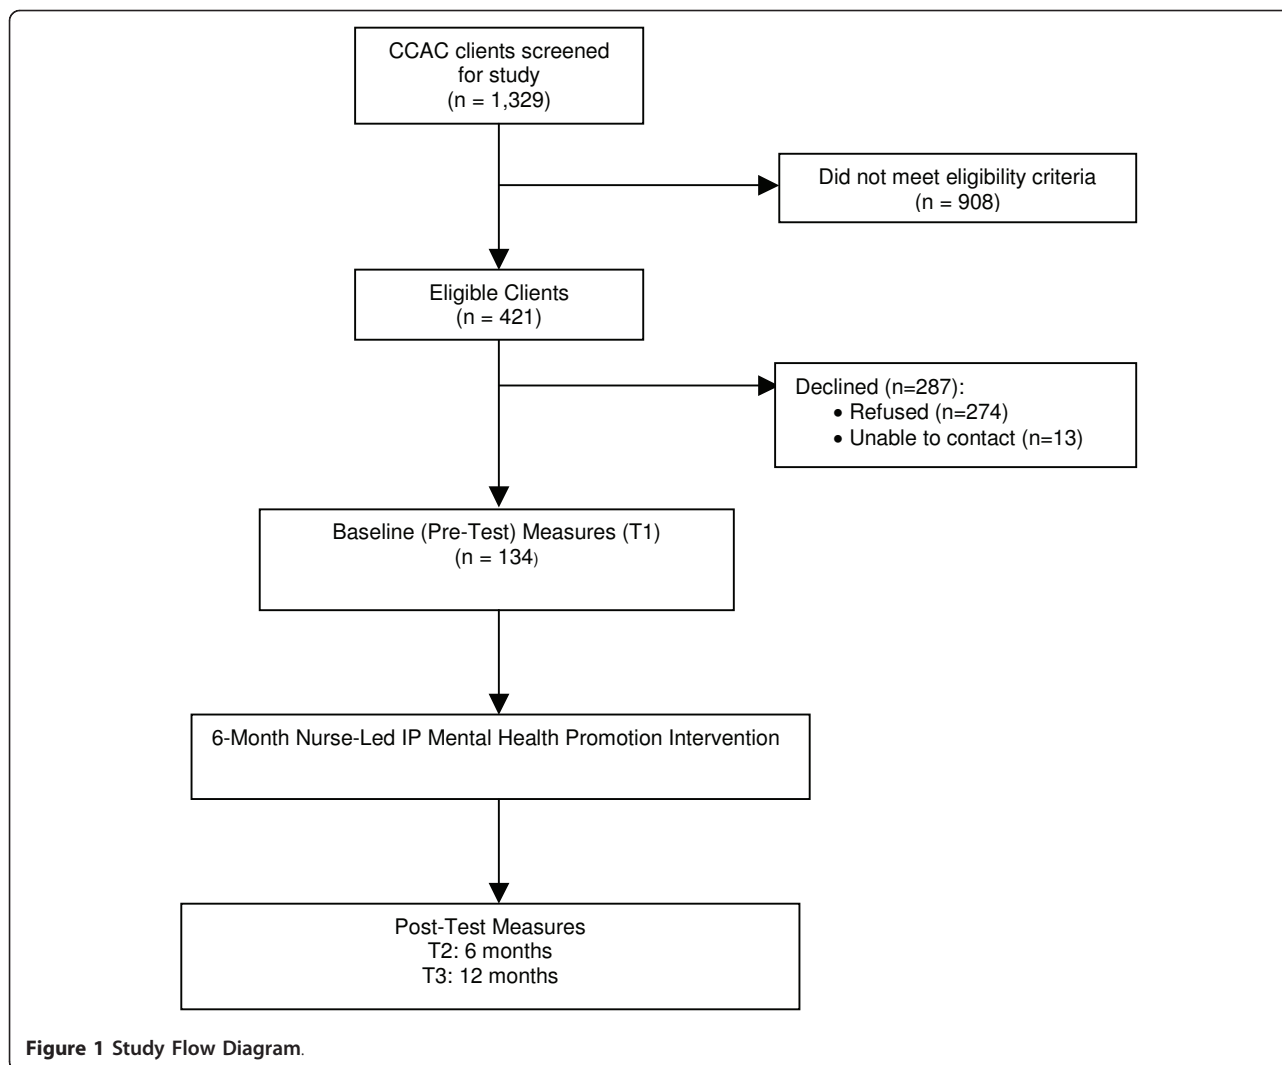 CCAC clients screened
for study
(n = 1,329)
Did not meet eligibility criteria
(n = 908)
Eligible Clients
(n = 421)
Declined (n=287):
• Refused (n=274)
• Unable to contact (n=13)
Baseline (Pre-Test) Measures (T1)
(n = 134)
6-Month Nurse-Led IP Mental Health Promotion Intervention
Post-Test Measures
T2: 6 months
T3: 12 months
Figure 1 Study Flow Diagram.